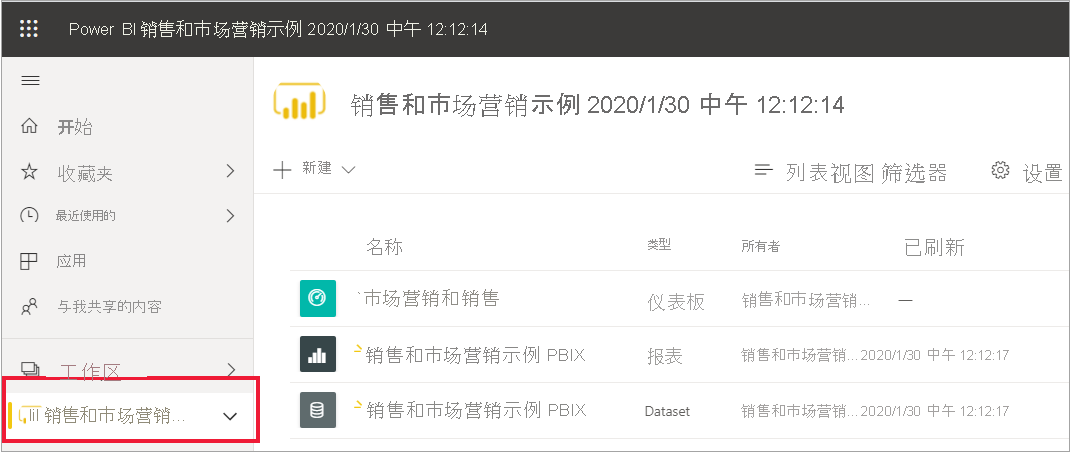 Power BI 销售和市场营销示例 2020/1/30 中午 12:12:14
开始
收藏夹
最近使用的
应用
与我共享的内容
工作区
销售和市场营销...
销售和市场营销示例 2020/1/30 中午 12:12:14
新建
列表视图 筛选器 设置
名称 类型 所有者 已刷新
`市场营销和销售 仪表板 销售和市场营销... —
销售和市场营销示例 PBIX 报表 销售和市场营销... 2020/1/30 中午 12:12:17
销售和市场营销示例 PBIX Dataset 销售和市场营销... 2020/1/30 中午 12:12:17